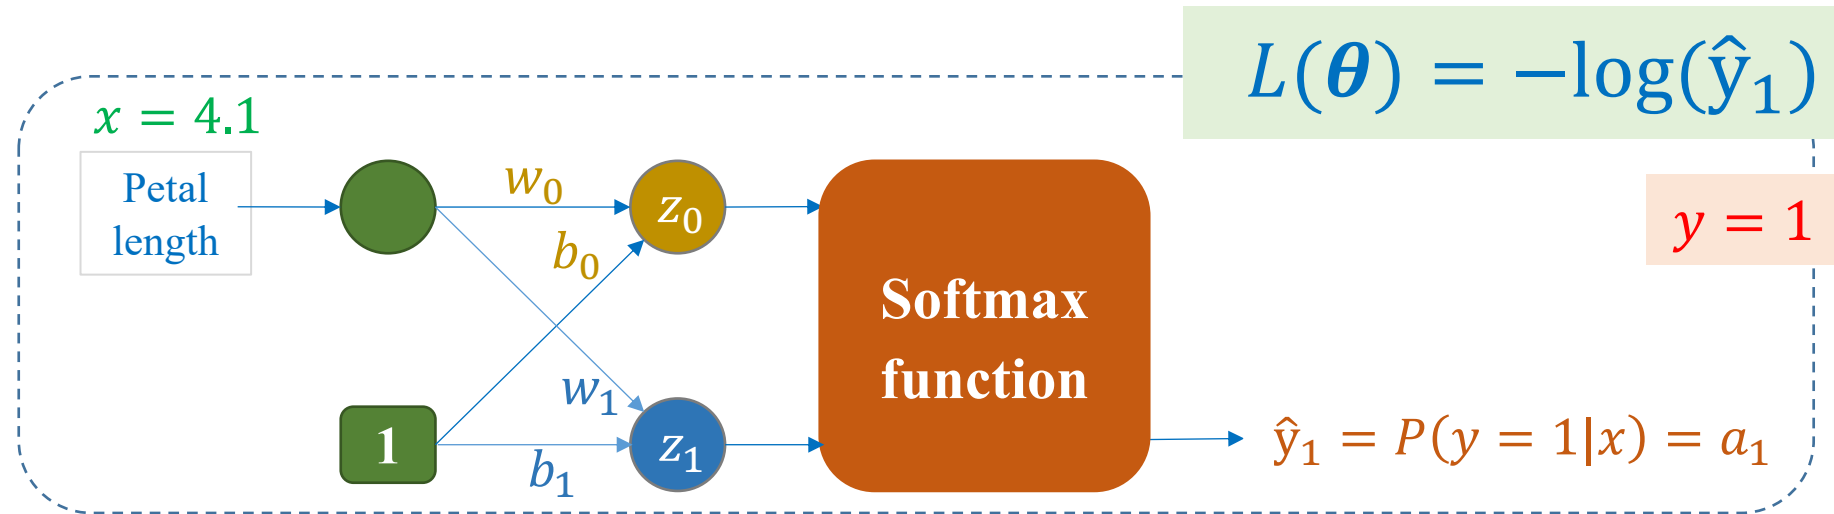 L(θ) = −log(ŷ₁)
x = 4.1
Petal
length
w₀
z₀
b₀
y = 1
Softmax
function
w₁
1
b₁
z₁
ŷ₁ = P(y = 1|x) = a₁